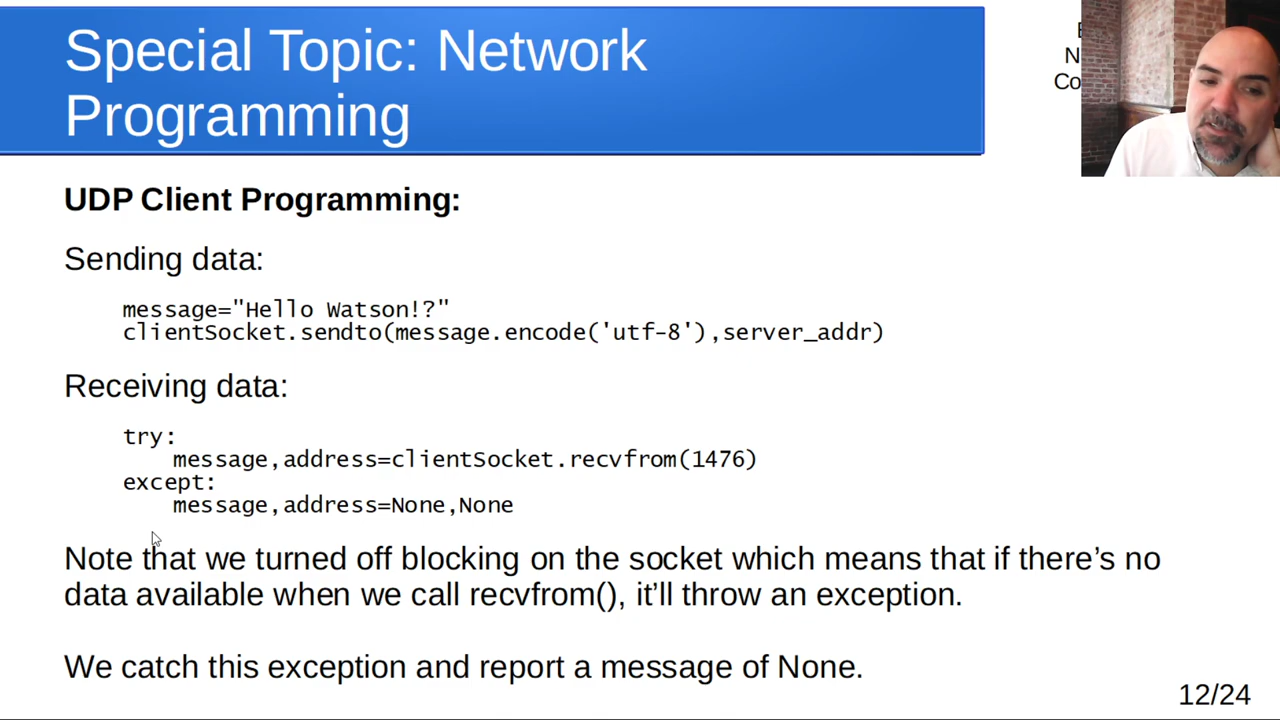 Special Topic: Network
Programming
UDP Client Programming:
Sending data:
message="Hello Watson!?"
clientSocket.sendto(message.encode('utf-8'),server_addr)
Receiving data:
try:
message,address=clientSocket.recvfrom(1476)
except:
message,address=None,None
Note that we turned off blocking on the socket which means that if there's no
data available when we call recvfrom(), it'll throw an exception.
We catch this exception and report a message of None.
12/24